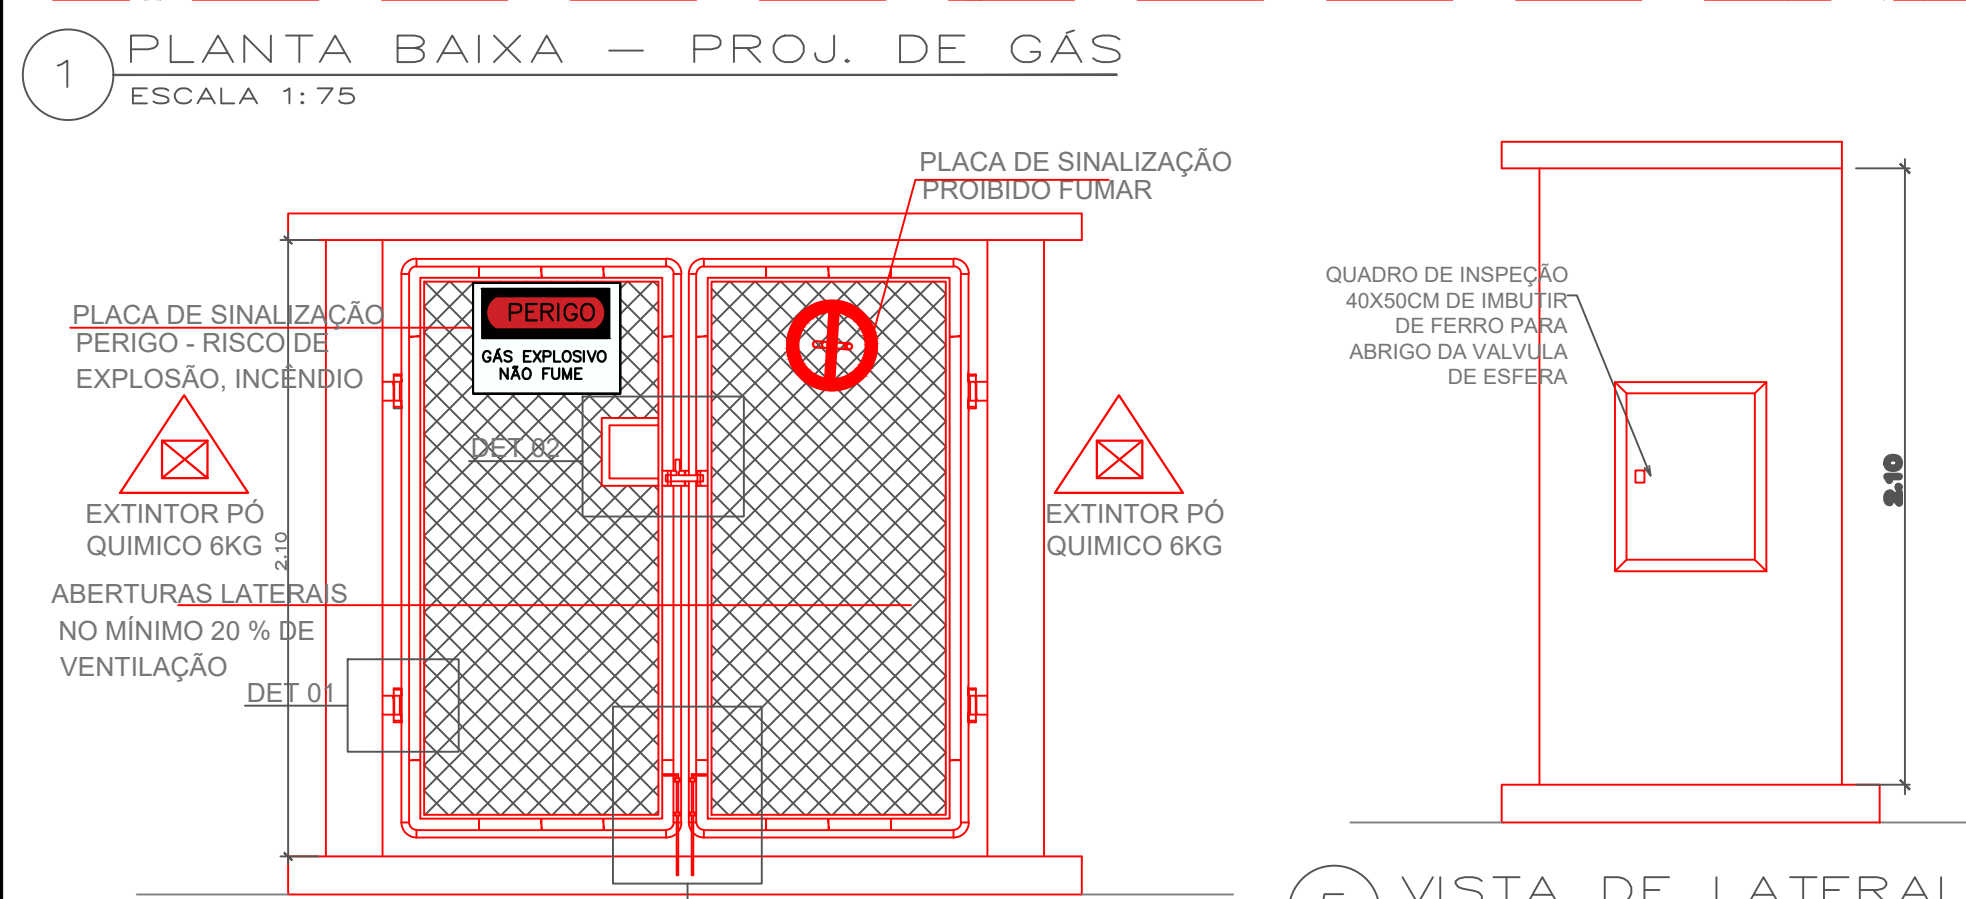 1
PLANTA BAIXA — PROJ. DE GÁS
ESCALA 1:75
PLACA DE SINALIZAÇÃO
PROIBIDO FUMAR
PLACA DE SINALIZAÇÃO
PERIGO - RISCO DE
EXPLOSÃO, INCÊNDIO
PERIGO
GÁS EXPLOSIVO
NÃO FUME
DET 02
EXTINTOR PÓ
QUIMICO 6KG
2.10
ABERTURAS LATERAIS
NO MÍNIMO 20 % DE
VENTILAÇÃO
DET 01
EXTINTOR PÓ
QUIMICO 6KG
QUADRO DE INSPEÇÃO
40X50CM DE IMBUTIR
DE FERRO PARA
ABRIGO DA VALVULA
DE ESFERA
2.10
VISTA DE LATERAL